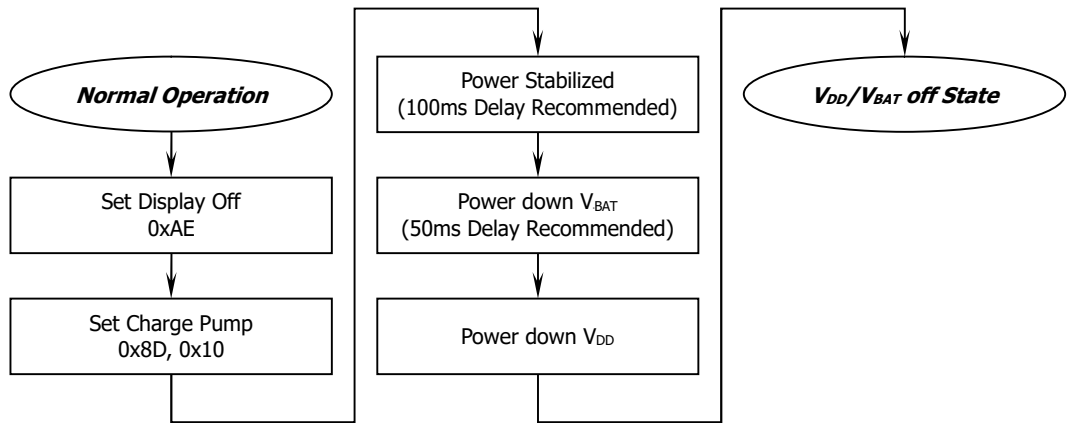 Normal Operation
Set Display Off
0xAE
Set Charge Pump
0x8D, 0x10
Power Stabilized
(100ms Delay Recommended)
Power down VBAT
(50ms Delay Recommended)
Power down VDD
VDD/VBAT off State